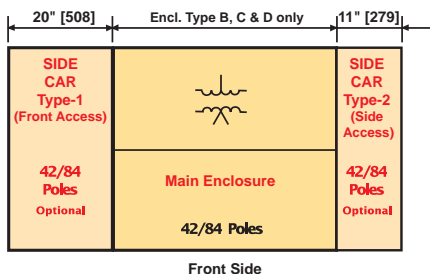 20" [508]
Encl. Type B, C & D only
11" [279]
SIDE
CAR
Type-1
(Front Access)
42/84
Poles
Optional
Main Enclosure
42/84 Poles
SIDE
CAR
Type-2
(Side
Access)
42/84
Poles
Optional
Front Side